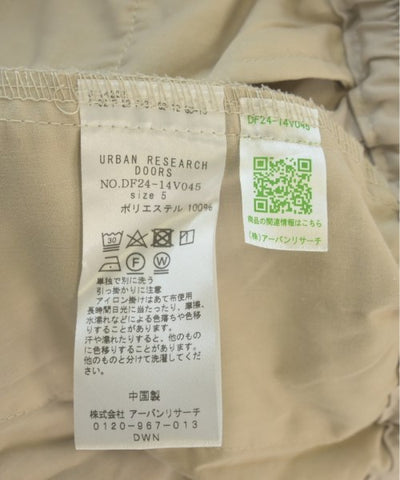 URBAN RESEARCH
DOORS
NO.DF24-14V045
size 5
ポリエステル 100%
30
F
W
単独で別に洗う
引っ掛かりに注意
アイロン掛けはあて布使用
長時間日光に当たったり、摩擦、
水濡れなどによる色落ちや色移
りすることがあります。
汗や濡れたりすると、他のもの
に色移りすることがあります。
他のものと分けて洗濯してくだ
さい。
中国製
株式会社 アーバンリサーチ
0120-967-013
DWN
DF24-14V045
商品の関連情報はこちら
(株)アーバンリサーチ